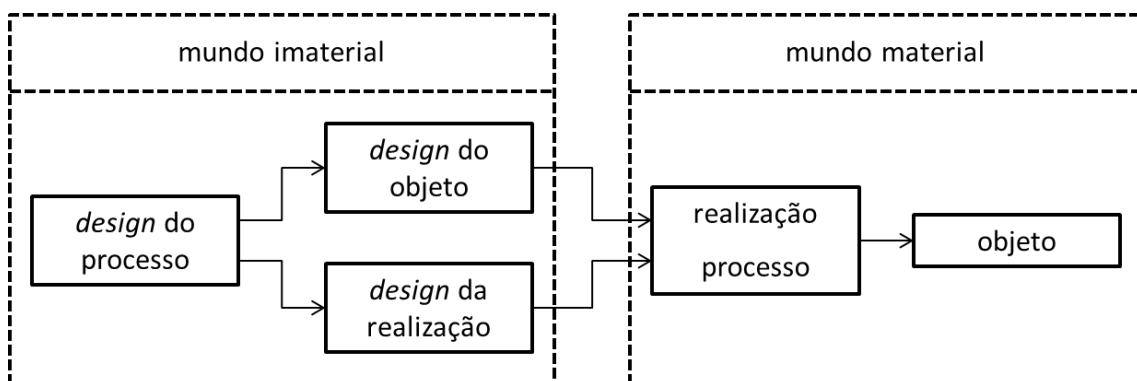 mundo imaterial
mundo material
design do
processo
design do
objeto
design da
realização
realização
processo
objeto